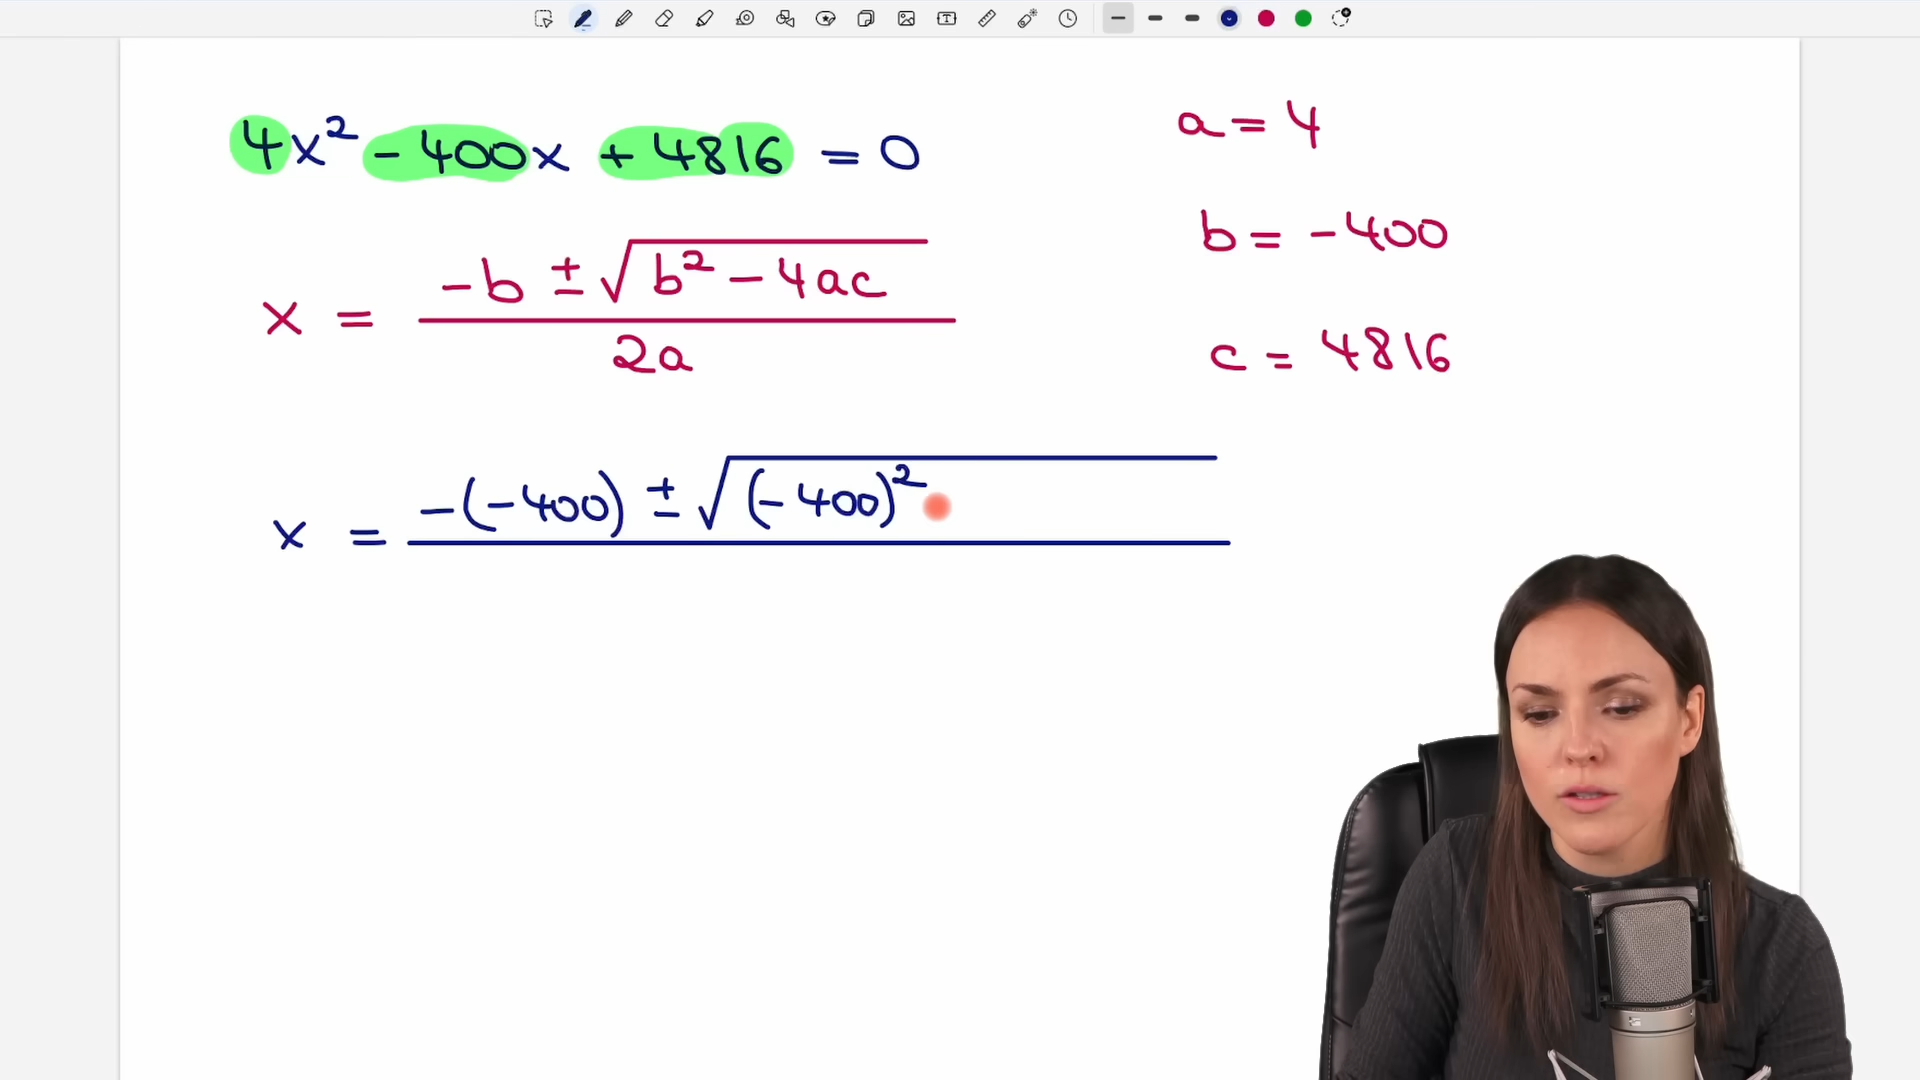 4x² - 400x + 4816 = 0
a = 4
b = -400
x = (-b ± √(b² - 4ac)) / 2a
c = 4816
x = -(-400) ± √(-400)²